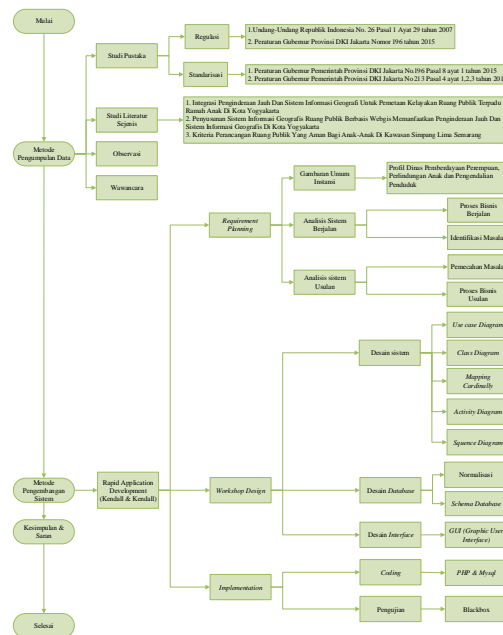 Mulai
Studi Pustaka
Regulasi
1.Undang-Undang Republik Indonesia No. 26 Pasal 1 Ayat 29 tahun 2007
2. Peraturan Gubernur Provinsi DKI Jakarta Nomor 196 tahun 2015
Standarisasi
1. Peraturan Gubernur Pemerintah Provinsi DKI Jakarta No.196 Pasal 8 ayat 1 tahun 2015
2. Peraturan Gubernur Pemerintah Provinsi DKI Jakarta No.213 Pasal 4 ayat 1,2,3 tahun
Metode
Pengumpulan Data
Studi Literatur
Sejenis
1. Integrasi Penginderaan Jauh Dan Sistem Informasi Geografi Untuk Pemetaan Kelayakan Ruang Publik Terpadu
Ramah Anak Di Kota Yogyakarta
2. Penyusunan Sistem Informasi Geografis Ruang Publik Berbasis Webgis Memanfaatkan Penginderaan Jauh Dan
Sistem Informasi Geografis Di Kota Yogyakarta
3. Kriteria Perancangan Ruang Publik Yang Aman Bagi Anak-Anak Di Kawasan Simpang Lima Semarang
Observasi
Wawancara
Requirement
Planning
Gambaran Umum
Instansi
Profil Dinas Pemberdayaan Perempuan,
Perlindungan Anak dan Pengendalian
Penduduk
Analisis Sistem
Berjalan
Proses Bisnis
Berjalan
Identifikasi Masalah
Analisis sistem
Usulan
Pemecahan Masalah
Proses Bisnis
Usulan
Desain sistem
Use case Diagram
Class Diagram
Mapping
Cardinelly
Activity Diagram
Squence Diagram
Metode
Pengembangan
Sistem
Rapid Application
Development
(Kendall & Kendall)
Workshop Design
Desain Database
Normalisasi
Schema Database
Desain Interface
GUI (Graphic User
Interface)
Kesimpulan &
Saran
Implementation
Coding
PHP & Mysql
Pengujian
Blackbox
Selesai